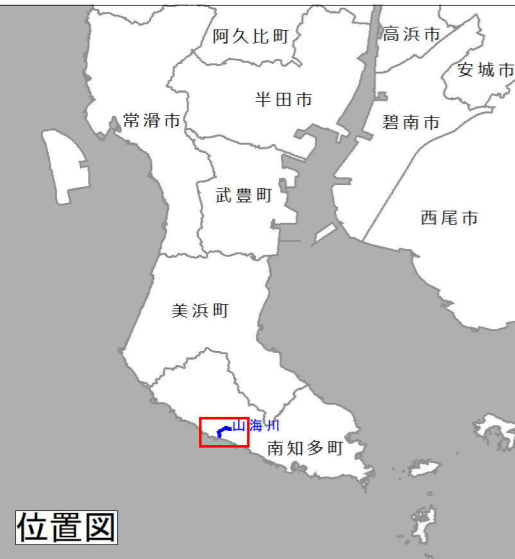 阿久比町
高浜市
安城市
半田市
常滑市
碧南市
武豊町
西尾市
美浜町
山海川
南知多町
位置図